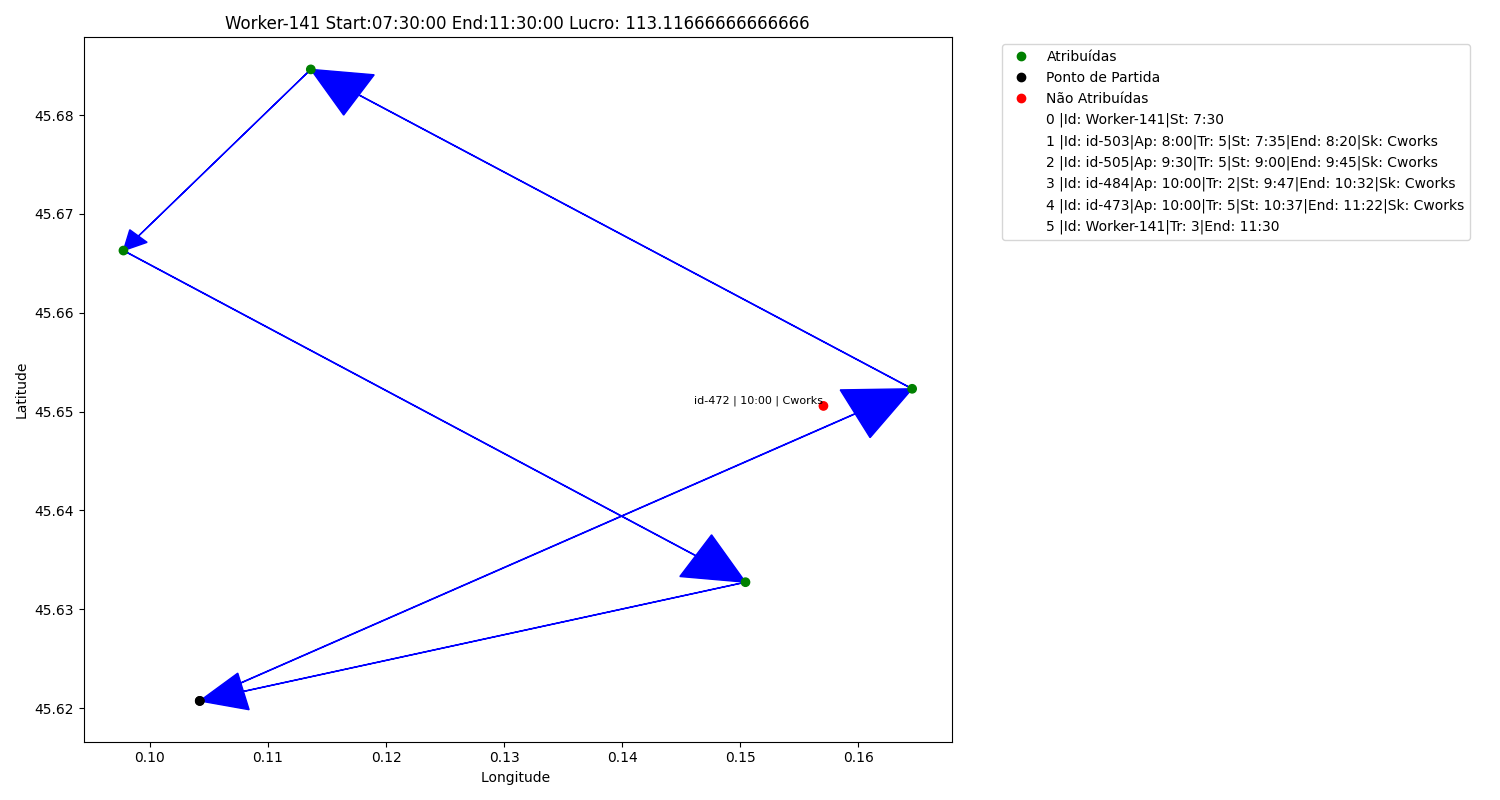 Worker-141 Start:07:30:00 End:11:30:00 Lucro: 113.11666666666666
Atribuídas
Ponto de Partida
Não Atribuídas
0 |Id: Worker-141|St: 7:30
1 |Id: id-503|Ap: 8:00|Tr: 5|St: 7:35|End: 8:20|Sk: Cworks
2 |Id: id-505|Ap: 9:30|Tr: 5|St: 9:00|End: 9:45|Sk: Cworks
3 |Id: id-484|Ap: 10:00|Tr: 2|St: 9:47|End: 10:32|Sk: Cworks
4 |Id: id-473|Ap: 10:00|Tr: 5|St: 10:37|End: 11:22|Sk: Cworks
5 |Id: Worker-141|Tr: 3|End: 11:30
45.68
45.67
45.66
45.65
45.64
45.63
45.62
Latitude
id-472 | 10:00 | Cworks
0.10 0.11 0.12 0.13 0.14 0.15 0.16
Longitude